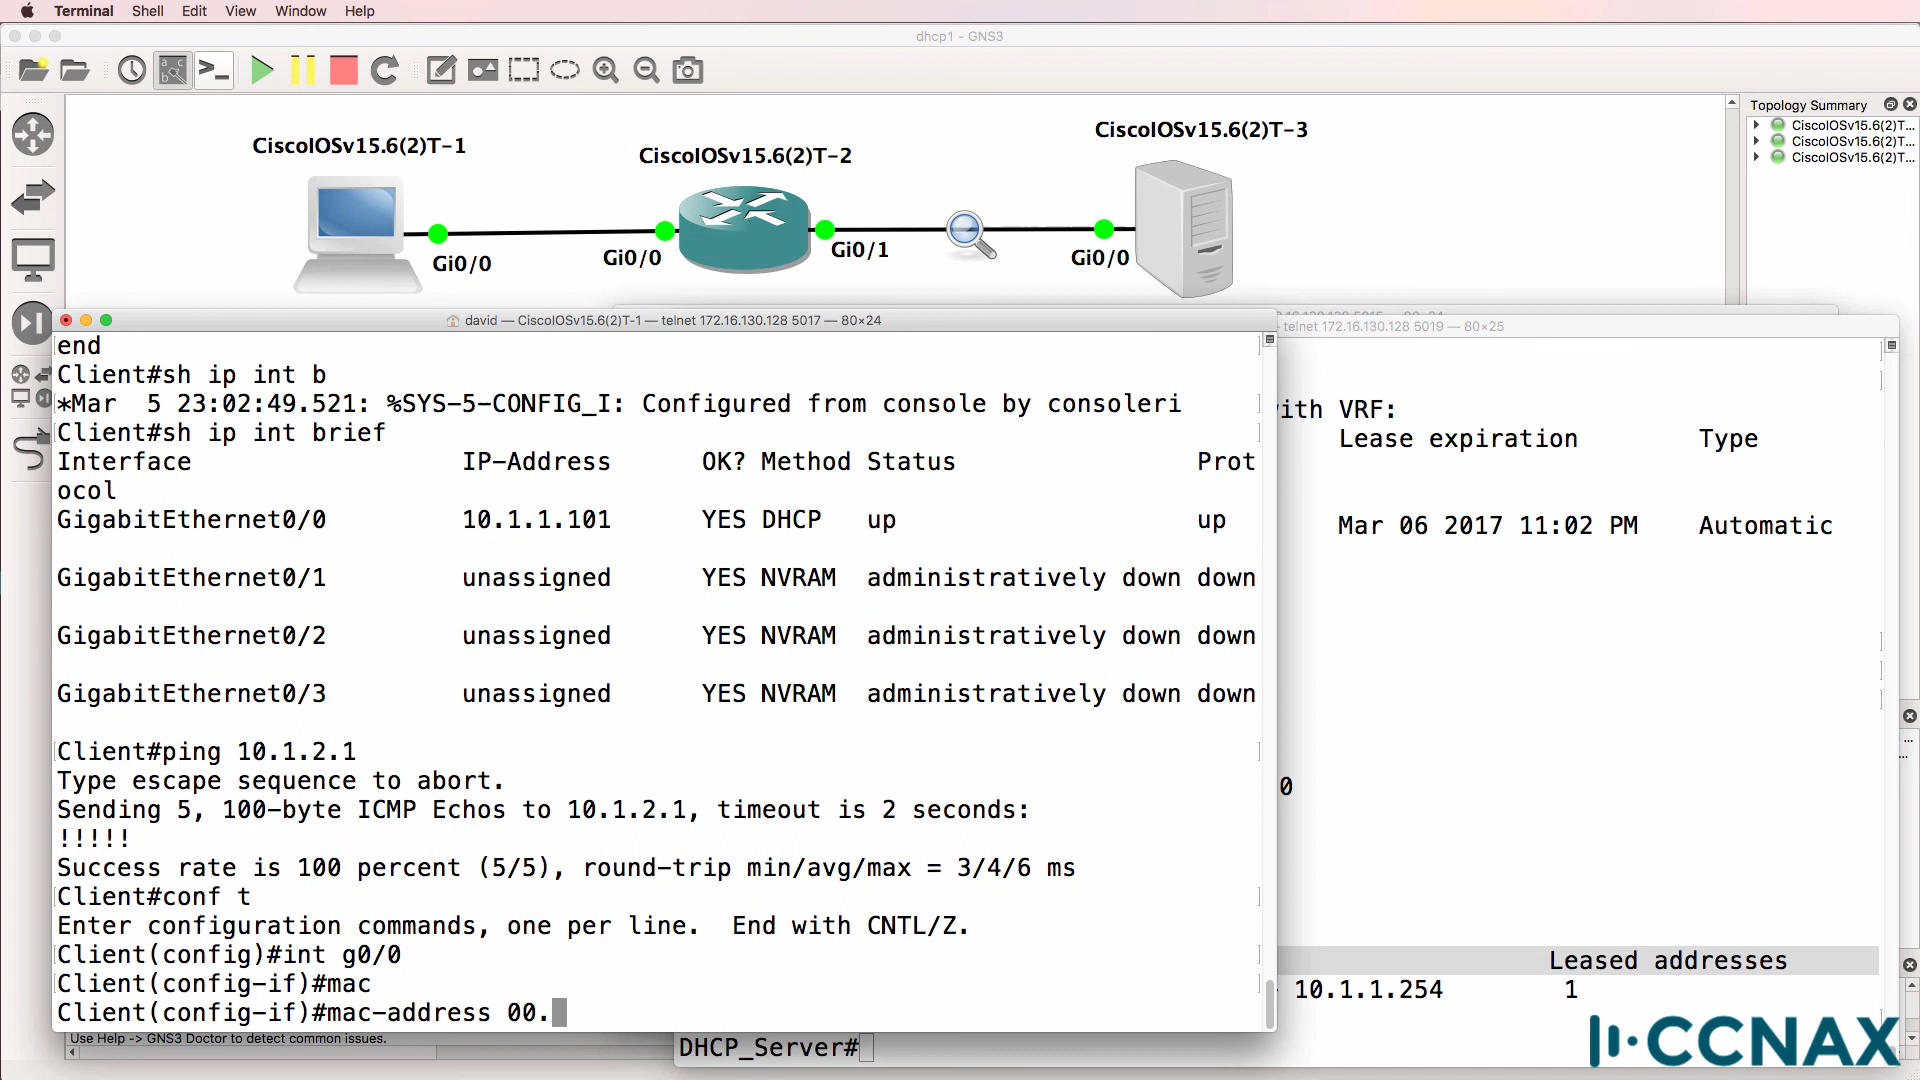 Terminal Shell Edit View Window Help
dhcp1 - GNS3
Topology Summary
CiscoIOSv15.6(2)T...
CiscoIOSv15.6(2)T...
CiscoIOSv15.6(2)T...
CiscoIOSv15.6(2)T-1
CiscoIOSv15.6(2)T-2
CiscoIOSv15.6(2)T-3
Gi0/0
Gi0/0
Gi0/1
Gi0/0
david — CiscoIOSv15.6(2)T-1 — telnet 172.16.130.128 5017 — 80×24
end
Client#sh ip int b
*Mar  5 23:02:49.521: %SYS-5-CONFIG_I: Configured from console by consoleri
Client#sh ip int brief
Interface                  IP-Address      OK? Method Status                Prot
ocol
GigabitEthernet0/0         10.1.1.101      YES DHCP   up                    up
GigabitEthernet0/1         unassigned      YES NVRAM  administratively down down
GigabitEthernet0/2         unassigned      YES NVRAM  administratively down down
GigabitEthernet0/3         unassigned      YES NVRAM  administratively down down
Client#ping 10.1.2.1
Type escape sequence to abort.
Sending 5, 100-byte ICMP Echos to 10.1.2.1, timeout is 2 seconds:
!!!!!
Success rate is 100 percent (5/5), round-trip min/avg/max = 3/4/6 ms
Client#conf t
Enter configuration commands, one per line.  End with CNTL/Z.
Client(config)#int g0/0
Client(config-if)#mac
Client(config-if)#mac-address 00.
telnet 172.16.130.128 5019 — 80×25
with VRF:
Lease expiration        Type
Mar 06 2017 11:02 PM    Automatic
0
Leased addresses
- 10.1.1.254        1
DHCP_Server#
Use Help -> GNS3 Doctor to detect common issues.
CCNAX